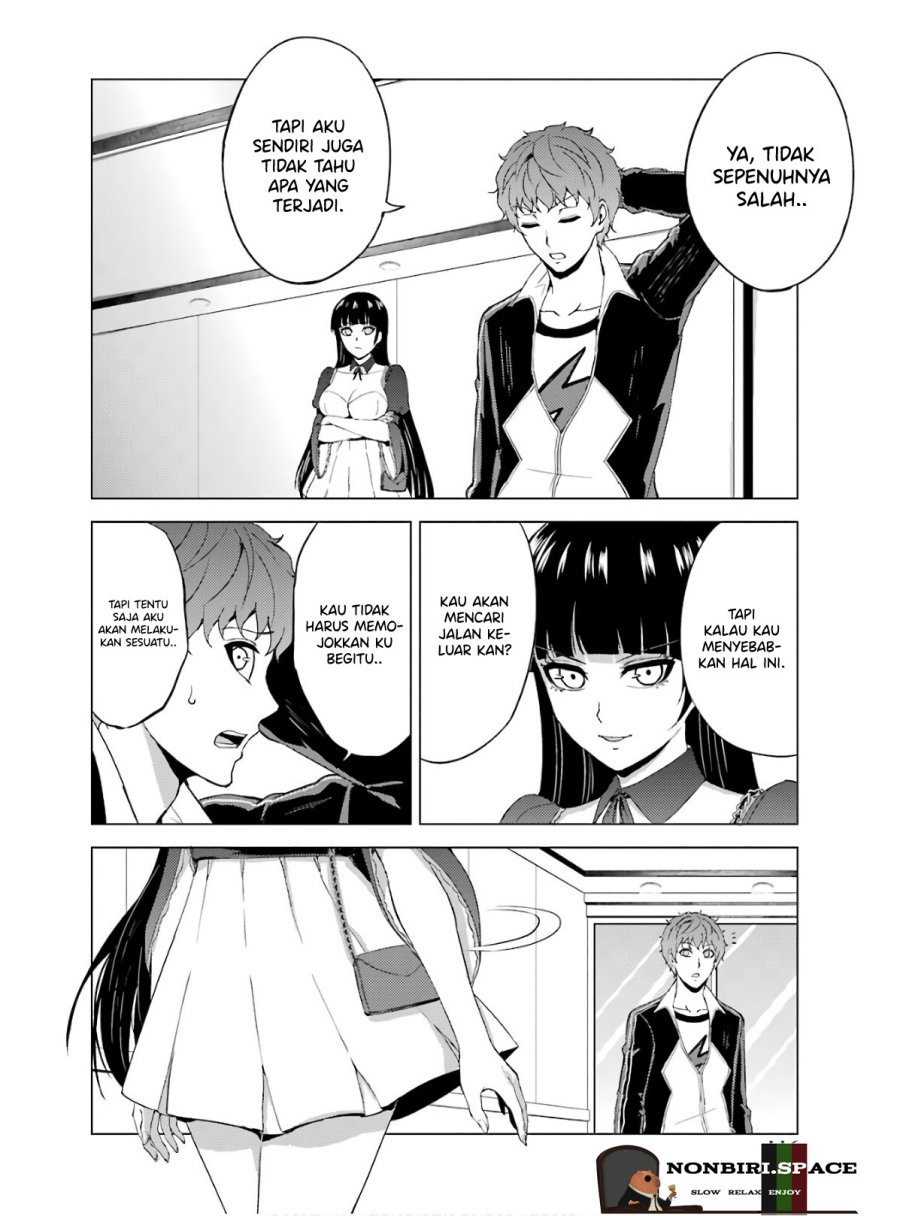 YA, TIDAK
SEPENUHNYA
SALAH..
TAPI AKU
SENDIRI JUGA
TIDAK TAHU
APA YANG
TERJADI.
TAPI
KALAU KAU
MENYEBAB-
KAN HAL INI.
KAU AKAN
MENCARI
JALAN KE-
LUAR KAN?
KAU TIDAK
HARUS MEMO-
JOKKAN KU
BEGITU..
TAPI TENTU
SAJA AKU
AKAN MELAKU-
KAN SESUATU..
NONBIRI.SPACE
SLOW RELAX ENJOY